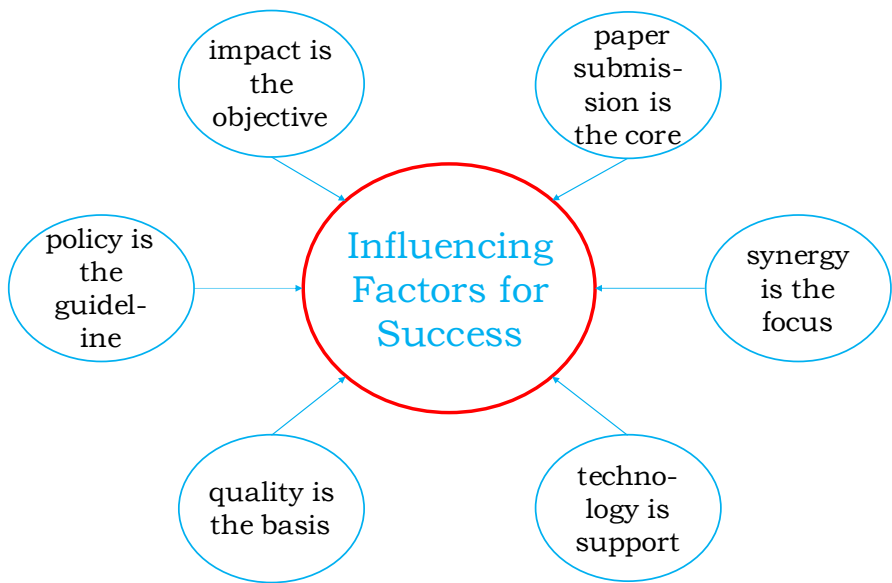 impact is
the
objective
paper
submis-
sion is
the core
policy is
the
guidel-
ine
Influencing
Factors for
Success
synergy
is the
focus
quality is
the basis
techno-
logy is
support